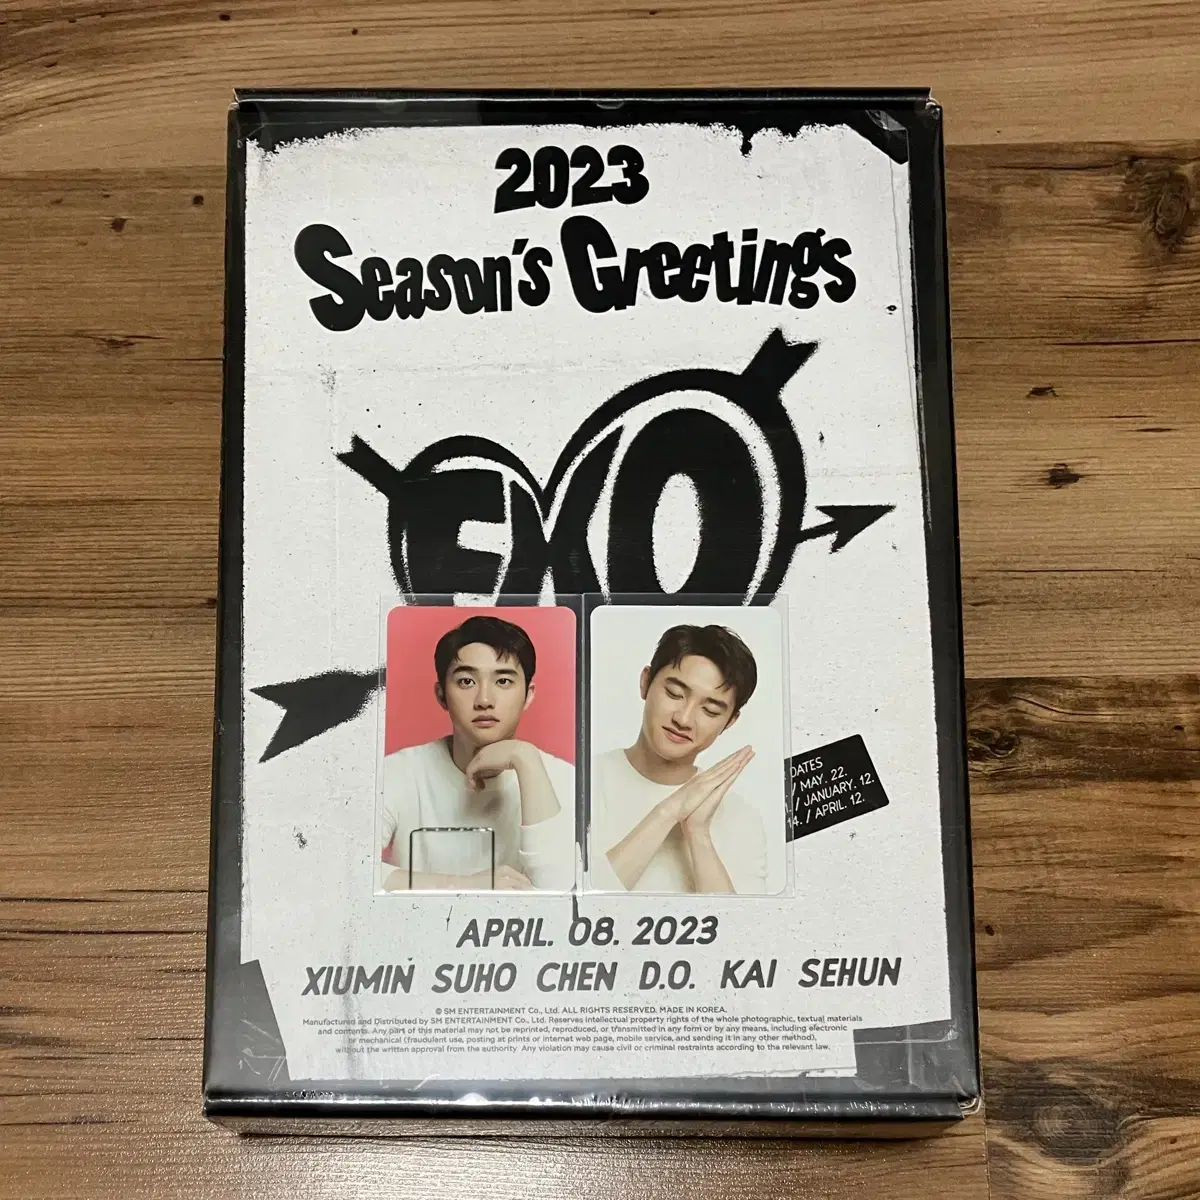 2023
Season's Greetings
EXO
DATES
/ MAY. 22.
/ JANUARY. 12.
14. / APRIL. 12.
APRIL. 08. 2023
XIUMIN SUHO CHEN D.O. KAI SEHUN
© SM ENTERTAINMENT Co., Ltd. ALL RIGHTS RESERVED. MADE IN KOREA.
Manufactured and Distributed by SM ENTERTAINMENT Co., Ltd. Reserves intellectual property rights of the whole photographic, textual materials
and contents. Any part of this material may not be reprinted, reproduced, or transmitted in any form or by any means, including electronic
or mechanical (fraudulent use, posting at prints or internet web page, mobile service, and sending it in any other method),
without the written approval from the authority. Any violation may cause civil or criminal restraints according to the relevant law.